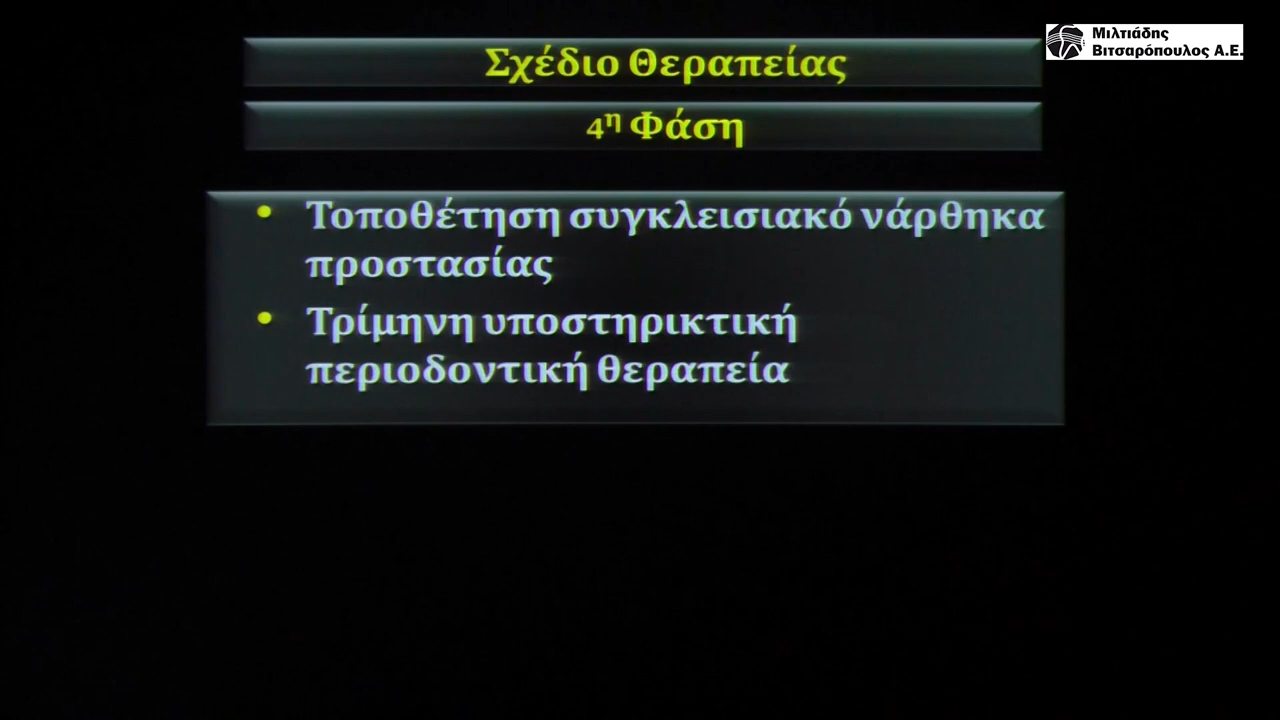 Μιλτιάδης
Βιτσαρόπουλος Α.Ε.
Σχέδιο Θεραπείας
4η Φάση
• Τοποθέτηση συγκλεισιακό νάρθηκα
προστασίας
• Τρίμηνη υποστηρικτική
περιοδοντική θεραπεία